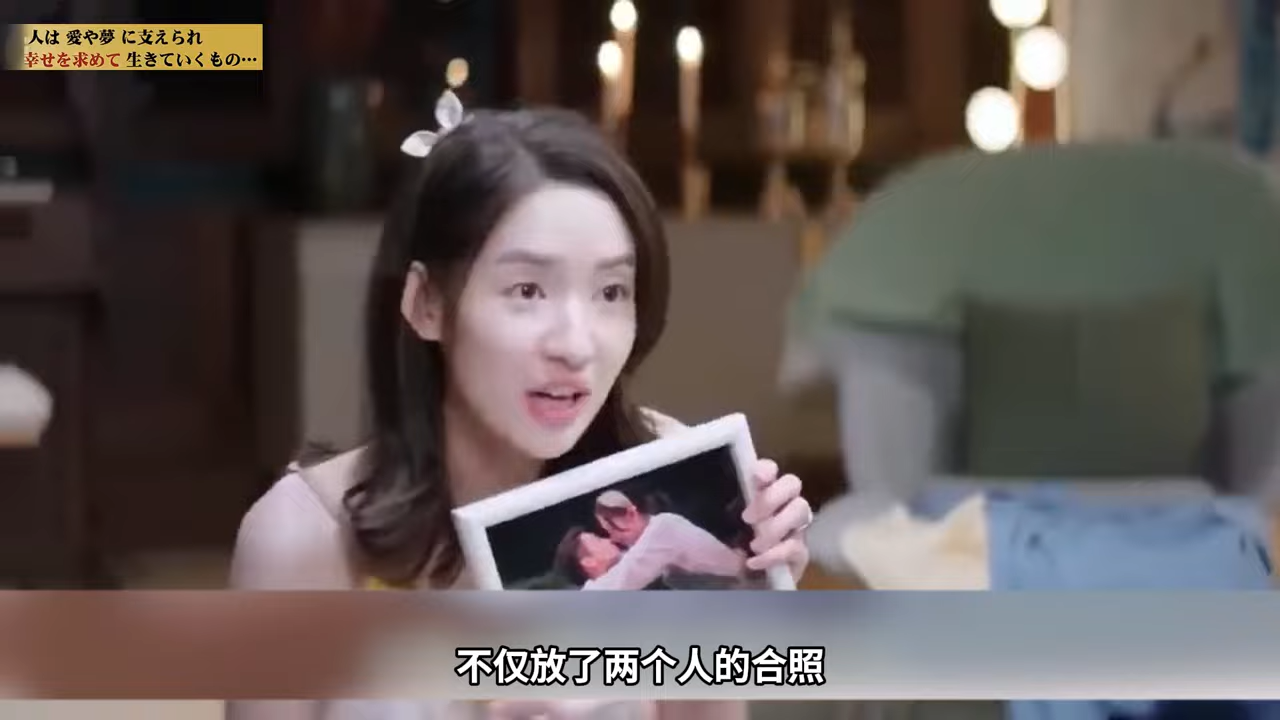 人は 愛や夢 に支えられ
幸せを求めて 生きていくもの…
不仅放了两个人的合照